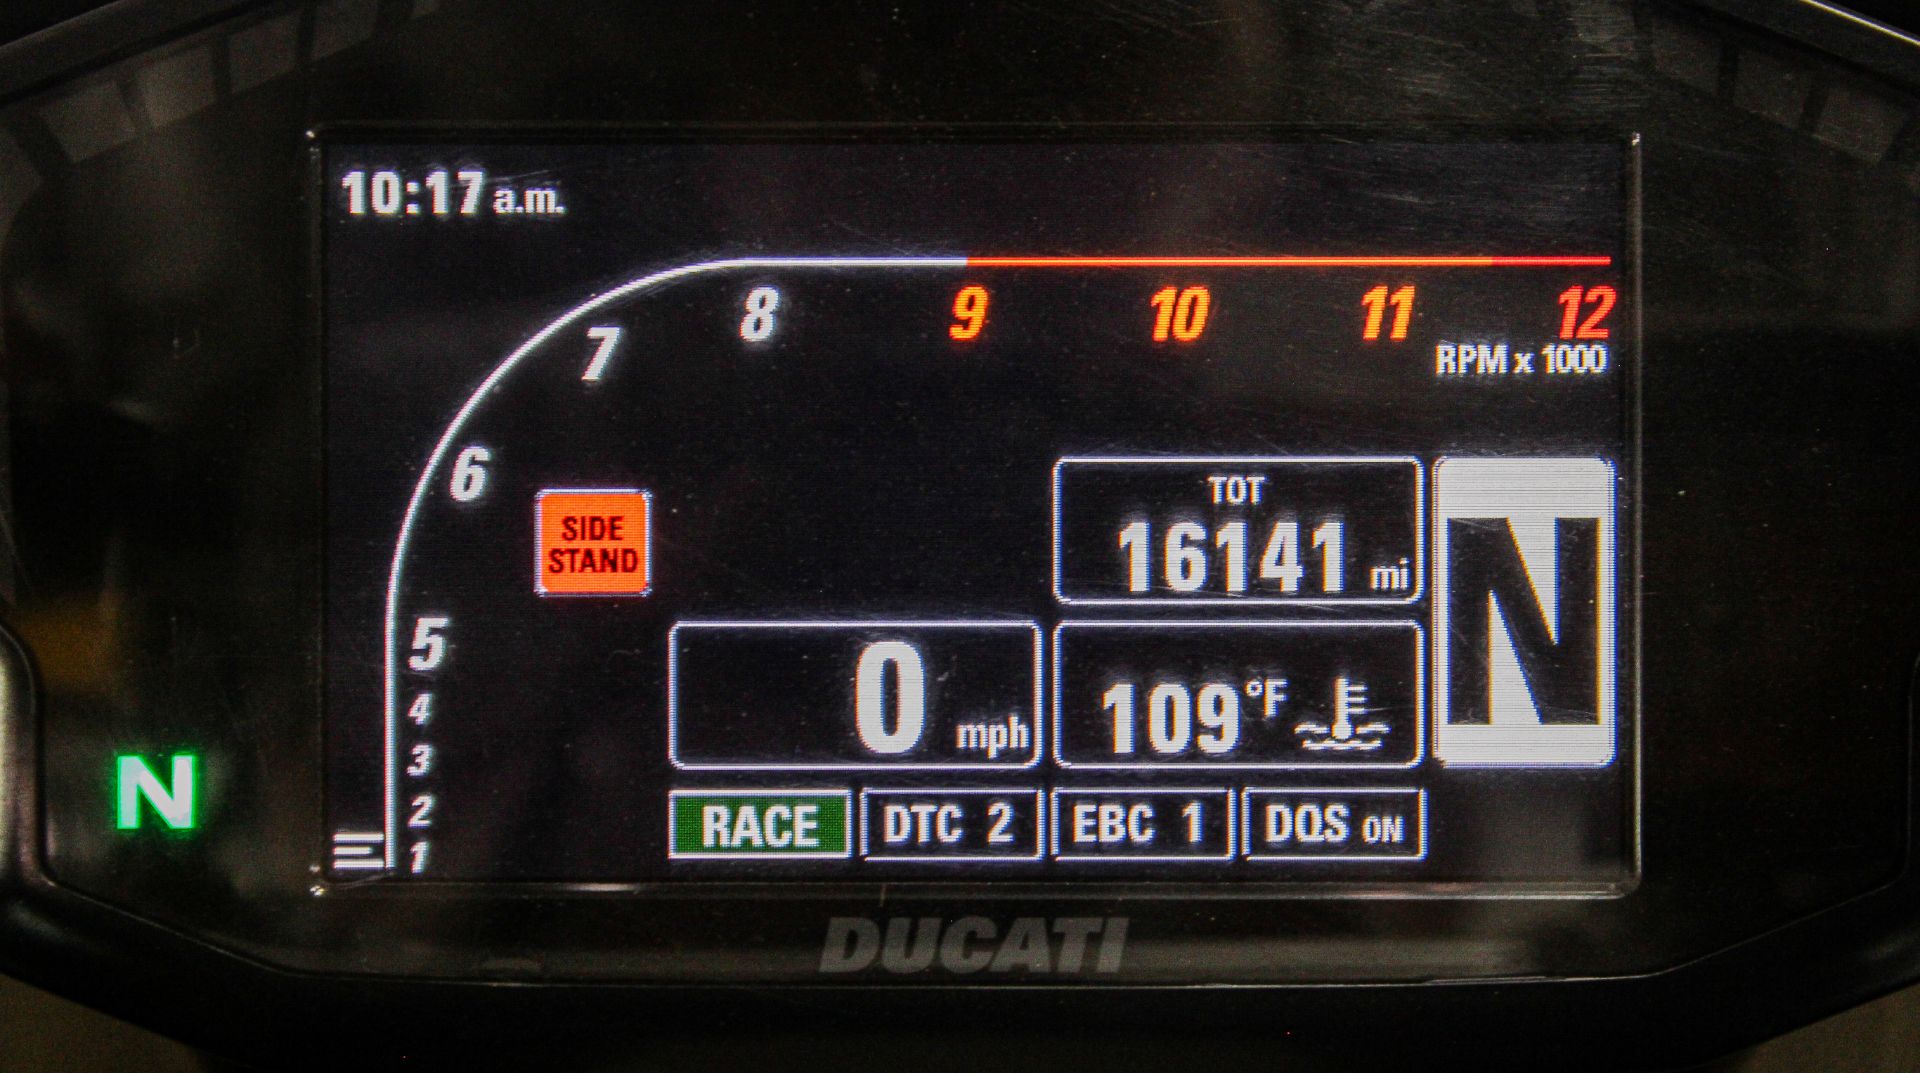 10:17 a.m.
8 9 10 11 12
7
RPM x 1000
6
SIDE
STAND
TOT
16141 mi
N
5
0 mph
109 °F
4
3
N
2
1
RACE DTC 2 EBC 1 DQS ON
DUCATI